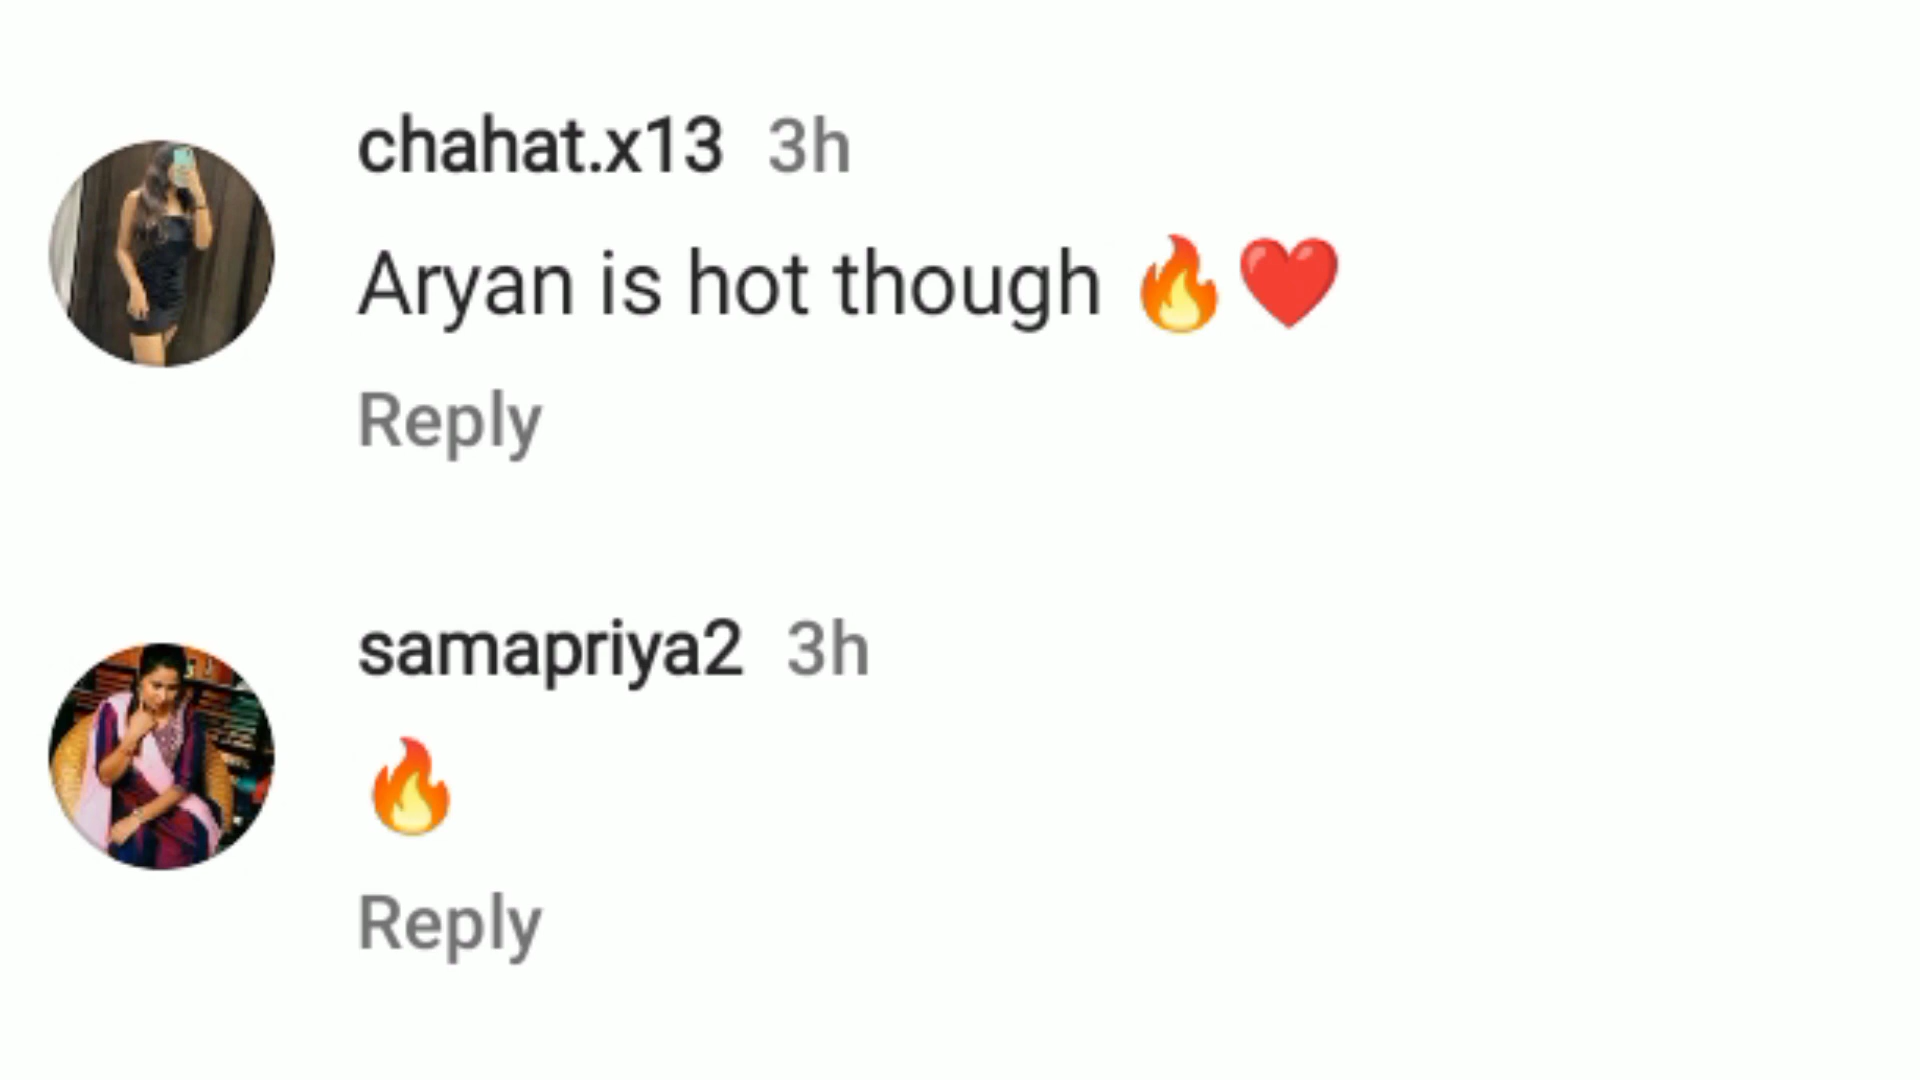 chahat.x13 3h
Aryan is hot though 🔥❤️
Reply
samapriya2 3h
🔥
Reply